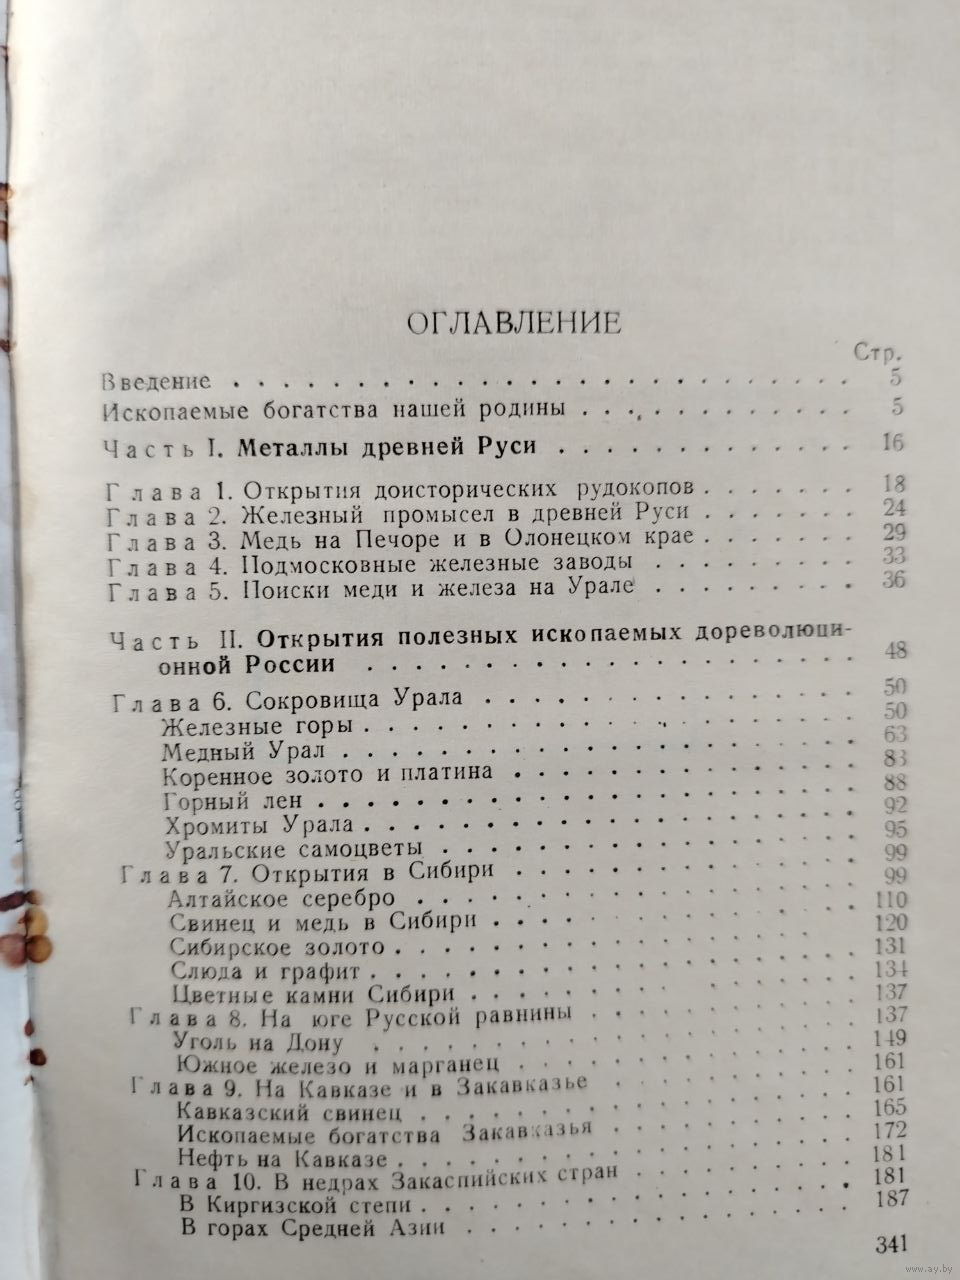 ОГЛАВЛЕНИЕ
Стр.
Введение . . . . . . . . . . . . . . . . . . . . . . . . . 5
Ископаемые богатства нашей родины . . . . . . . . . . . . 5
Часть I. Металлы древней Руси . . . . . . . . . . . . . 16
Глава 1. Открытия доисторических рудокопов . . . . . . . 18
Глава 2. Железный промысел в древней Руси . . . . . . . 24
Глава 3. Медь на Печоре и в Олонецком крае . . . . . . . 29
Глава 4. Подмосковные железные заводы . . . . . . . . . 33
Глава 5. Поиски меди и железа на Урале . . . . . . . . . 36
Часть II. Открытия полезных ископаемых дореволюци-
онной России . . . . . . . . . . . . . . . . . . . . . 48
Глава 6. Сокровища Урала . . . . . . . . . . . . . . . . 50
Железные горы . . . . . . . . . . . . . . . . . . . . . 50
Медный Урал . . . . . . . . . . . . . . . . . . . . . . 63
Коренное золото и платина . . . . . . . . . . . . . . . 83
Горный лен . . . . . . . . . . . . . . . . . . . . . . . 88
Хромиты Урала . . . . . . . . . . . . . . . . . . . . . 92
Уральские самоцветы . . . . . . . . . . . . . . . . . . 95
Глава 7. Открытия в Сибири . . . . . . . . . . . . . . . 99
Алтайское серебро . . . . . . . . . . . . . . . . . . . 99
Свинец и медь в Сибири . . . . . . . . . . . . . . . . 110
Сибирское золото . . . . . . . . . . . . . . . . . . . 120
Слюда и графит . . . . . . . . . . . . . . . . . . . . 131
Цветные камни Сибири . . . . . . . . . . . . . . . . . 134
Глава 8. На юге Русской равнины . . . . . . . . . . . . 137
Уголь на Дону . . . . . . . . . . . . . . . . . . . . . 137
Южное железо и марганец . . . . . . . . . . . . . . . . 149
Глава 9. На Кавказе и в Закавказье . . . . . . . . . . . 161
Кавказский свинец . . . . . . . . . . . . . . . . . . . 161
Ископаемые богатства Закавказья . . . . . . . . . . . . 165
Нефть на Кавказе . . . . . . . . . . . . . . . . . . . 172
Глава 10. В недрах Закаспийских стран . . . . . . . . . 181
В Киргизской степи . . . . . . . . . . . . . . . . . . 181
В горах Средней Азии . . . . . . . . . . . . . . . . . 187
341
www.ay.by